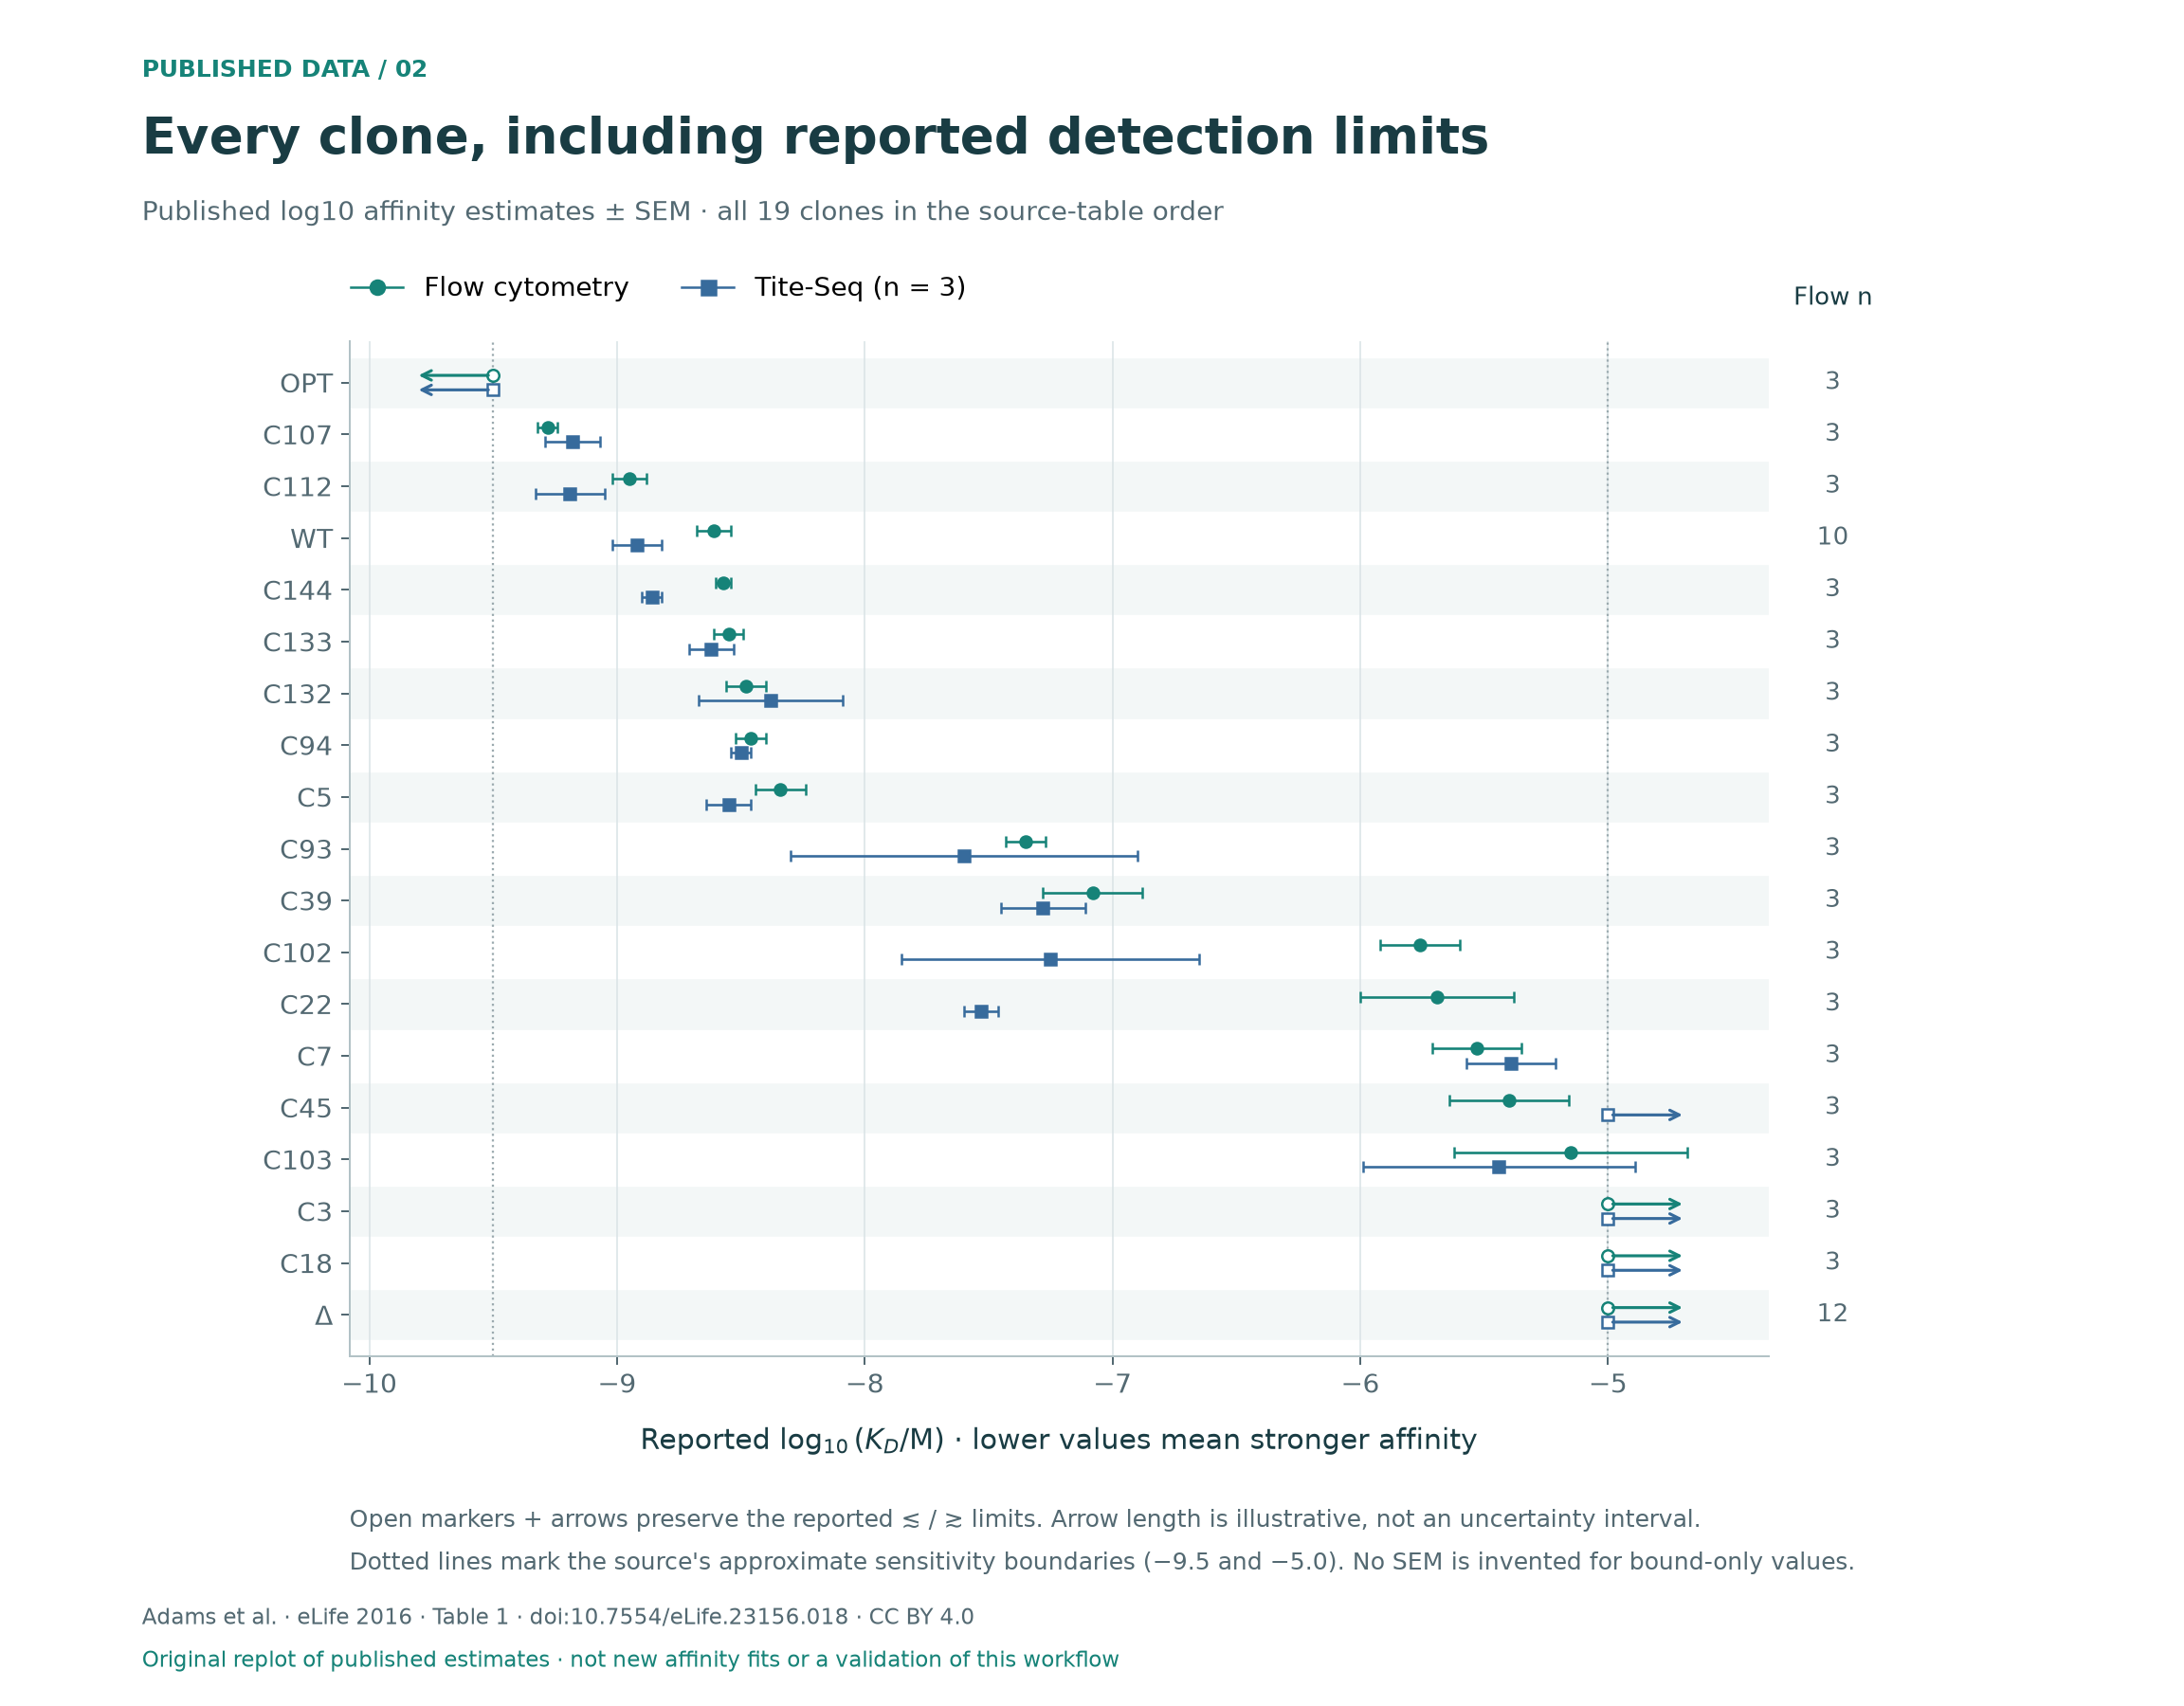 PUBLISHED DATA / 02
Every clone, including reported detection limits
Published log10 affinity estimates ± SEM · all 19 clones in the source-table order
Flow cytometry
Tite-Seq (n = 3)
Flow n
OPT 3
C107 3
C112 3
WT 10
C144 3
C133 3
C132 3
C94 3
C5 3
C93 3
C39 3
C102 3
C22 3
C7 3
C45 3
C103 3
C3 3
C18 3
Δ 12
−10 −9 −8 −7 −6 −5
Reported log₁₀ (K_D/M) · lower values mean stronger affinity
Open markers + arrows preserve the reported ≲ / ≳ limits. Arrow length is illustrative, not an uncertainty interval.
Dotted lines mark the source's approximate sensitivity boundaries (−9.5 and −5.0). No SEM is invented for bound-only values.
Adams et al. · eLife 2016 · Table 1 · doi:10.7554/eLife.23156.018 · CC BY 4.0
Original replot of published estimates · not new affinity fits or a validation of this workflow